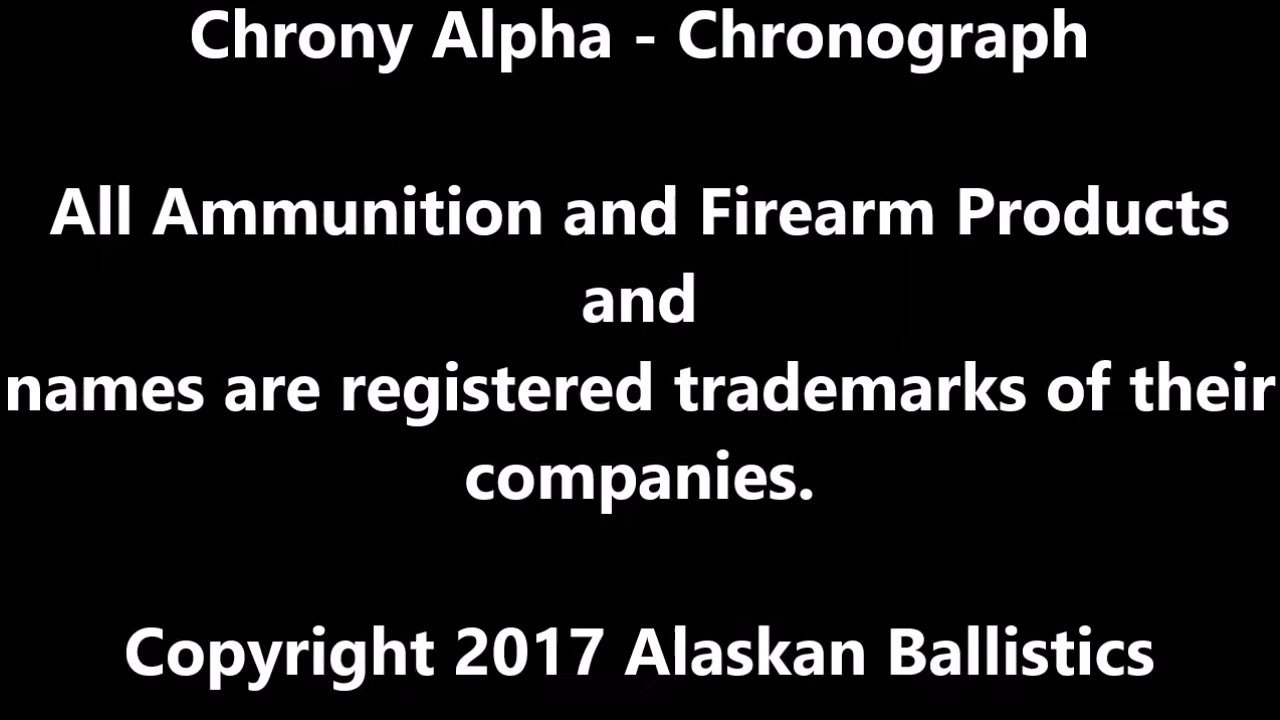 Chrony Alpha - Chronograph
All Ammunition and Firearm Products
and
names are registered trademarks of their
companies.
Copyright 2017 Alaskan Ballistics